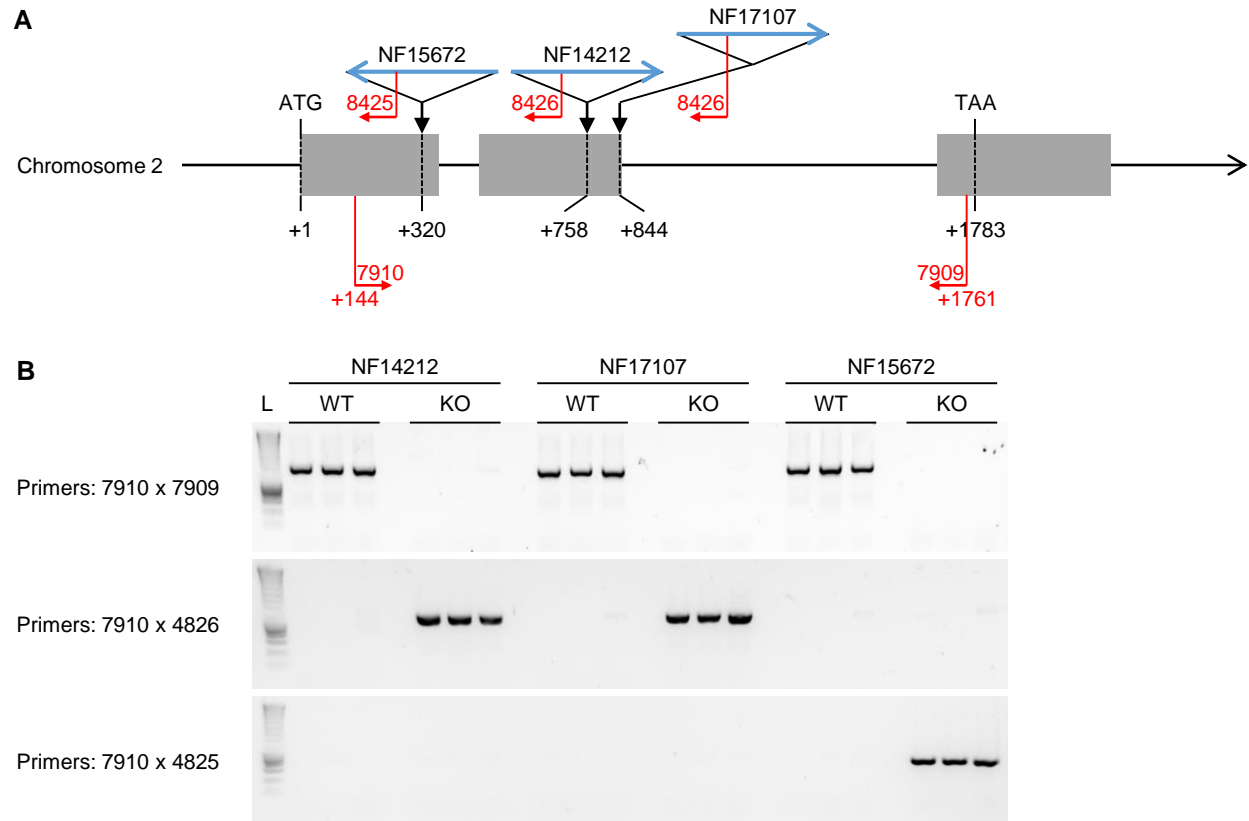 A
NF17107
NF15672 NF14212
ATG 8425 8426 8426 TAA
Chromosome 2
+1 +320 +758 +844 +1783
7910 7909
+144 +1761
B
NF14212 NF17107 NF15672
L WT KO WT KO WT KO
Primers: 7910 x 7909
Primers: 7910 x 4826
Primers: 7910 x 4825